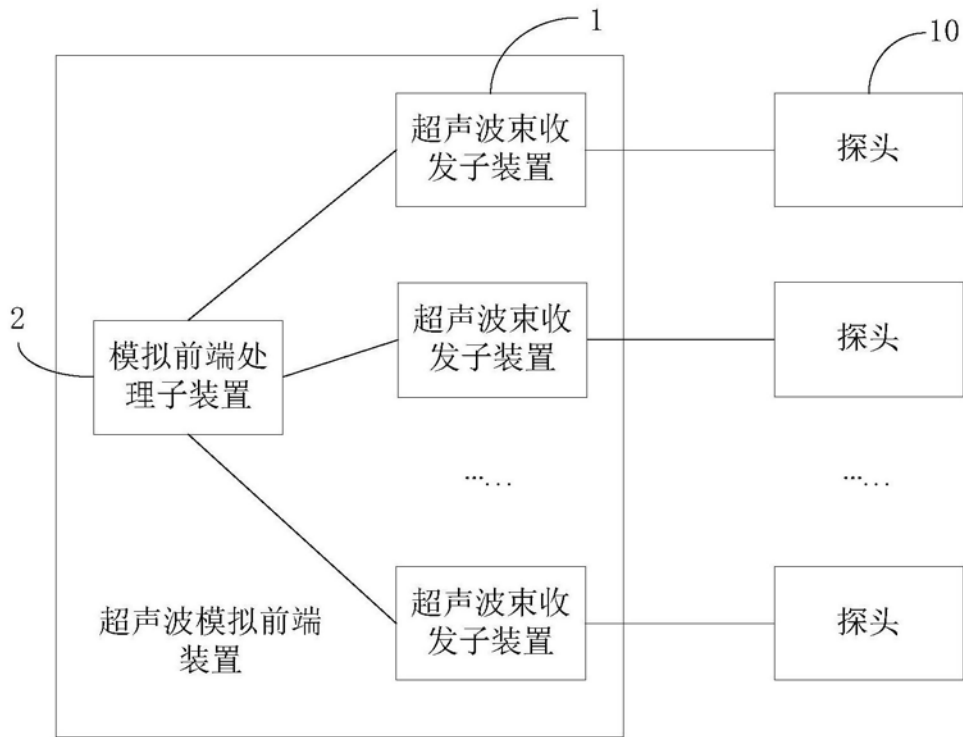 1
10
超声波束收
发子装置
探头
2
模拟前端处
理子装置
超声波束收
发子装置
探头
…...
…...
超声波模拟前端
装置
超声波束收
发子装置
探头